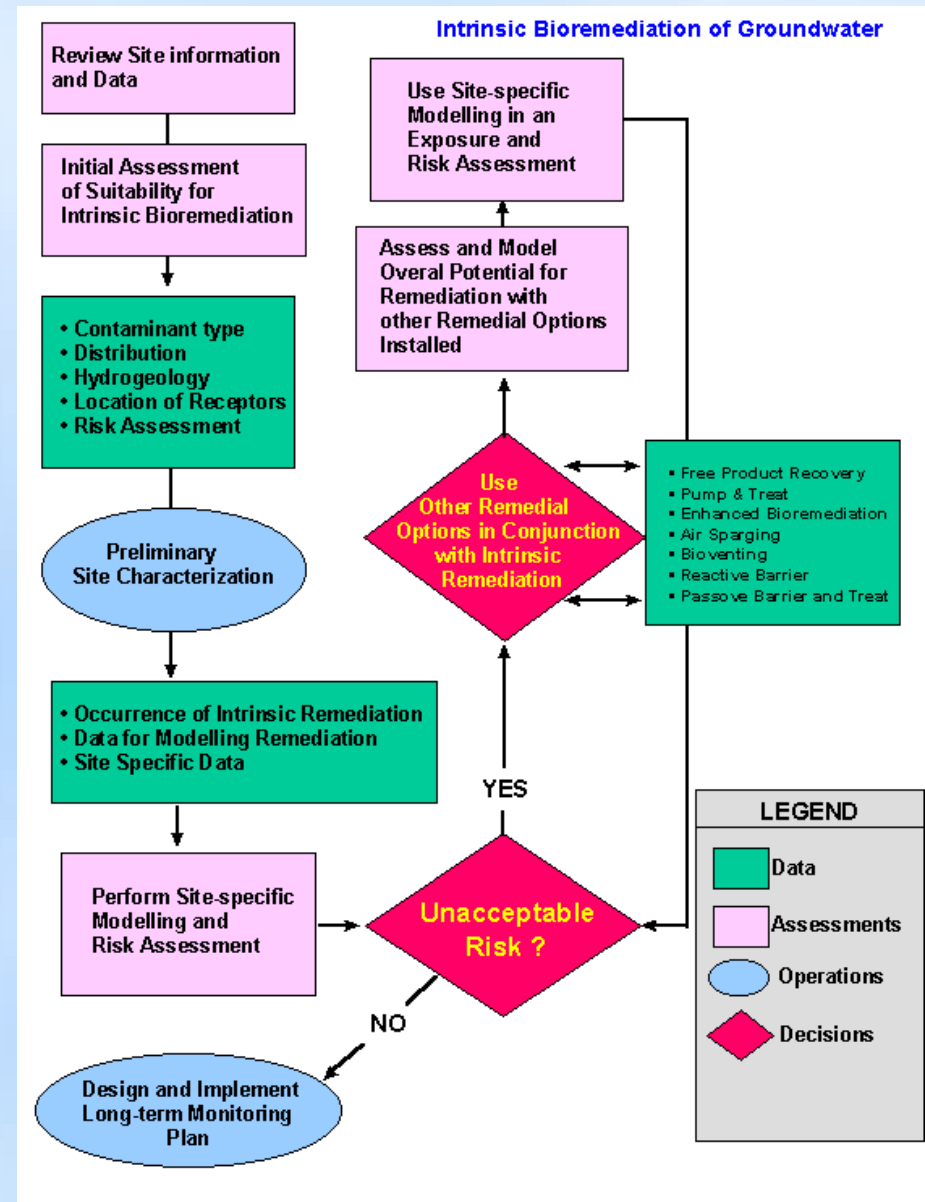 Intrinsic Bioremediation of Groundwater
Review Site information
and Data
Initial Assessment
of Suitability for
Intrinsic Bioremediation
• Contaminant type
• Distribution
• Hydrogeology
• Location of Receptors
• Risk Assessment
Preliminary
Site Characterization
• Occurrence of Intrinsic Remediation
• Data for Modelling Remediation
• Site Specific Data
Perform Site-specific
Modelling and
Risk Assessment
Unacceptable
Risk ?
NO
Design and Implement
Long-term Monitoring
Plan
YES
Use
Other Remedial
Options in Conjunction
with Intrinsic
Remediation
▪ Free Product Recovery
▪ Pump & Treat
▪ Enhanced Bioremediation
▪ Air Sparging
▪ Bioventing
▪ Reactive Barrier
▪ Passove Barrier and Treat
Assess and Model
Overal Potential for
Remediation with
other Remedial Options
Installed
Use Site-specific
Modelling in an
Exposure and
Risk Assessment
LEGEND
Data
Assessments
Operations
Decisions